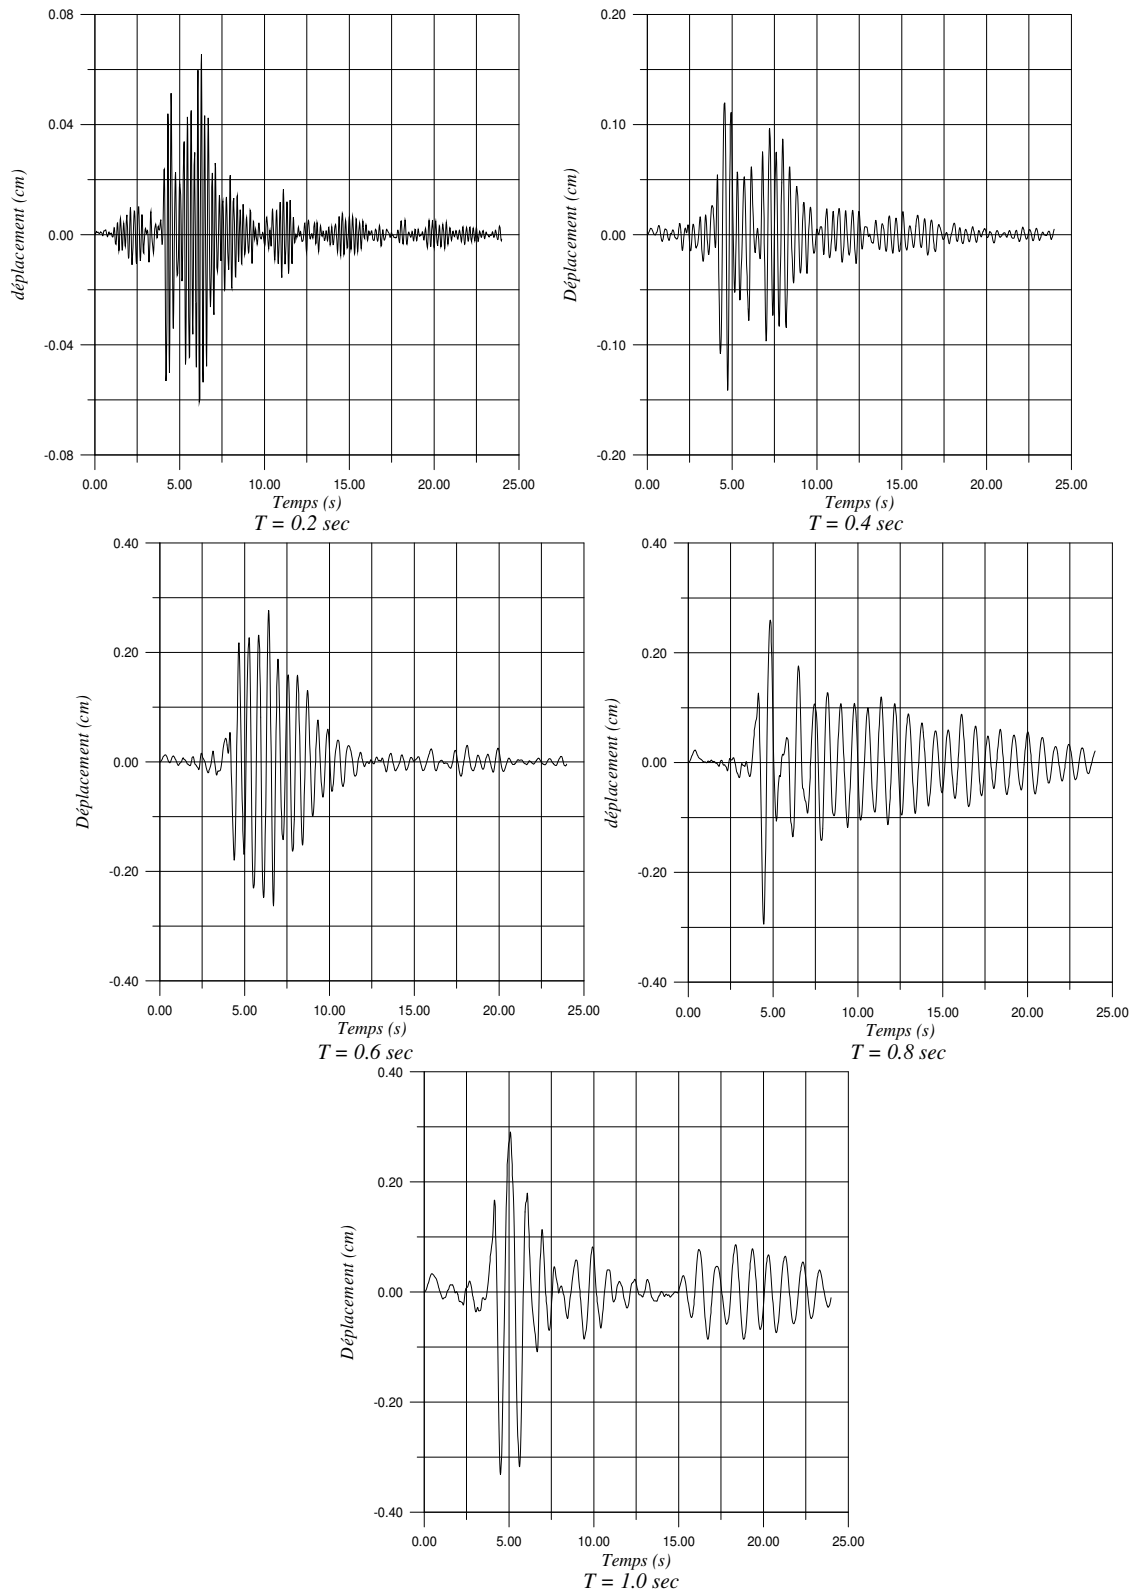 0.08
0.04
0.00
-0.04
-0.08
déplacement (cm)
0.00 5.00 10.00 15.00 20.00 25.00
Temps (s)
T = 0.2 sec
0.20
0.10
0.00
-0.10
-0.20
Déplacement (cm)
0.00 5.00 10.00 15.00 20.00 25.00
Temps (s)
T = 0.4 sec
0.40
0.20
0.00
-0.20
-0.40
Déplacement (cm)
0.00 5.00 10.00 15.00 20.00 25.00
Temps (s)
T = 0.6 sec
0.40
0.20
0.00
-0.20
-0.40
déplacement (cm)
0.00 5.00 10.00 15.00 20.00 25.00
Temps (s)
T = 0.8 sec
0.40
0.20
0.00
-0.20
-0.40
Déplacement (cm)
0.00 5.00 10.00 15.00 20.00 25.00
Temps (s)
T = 1.0 sec